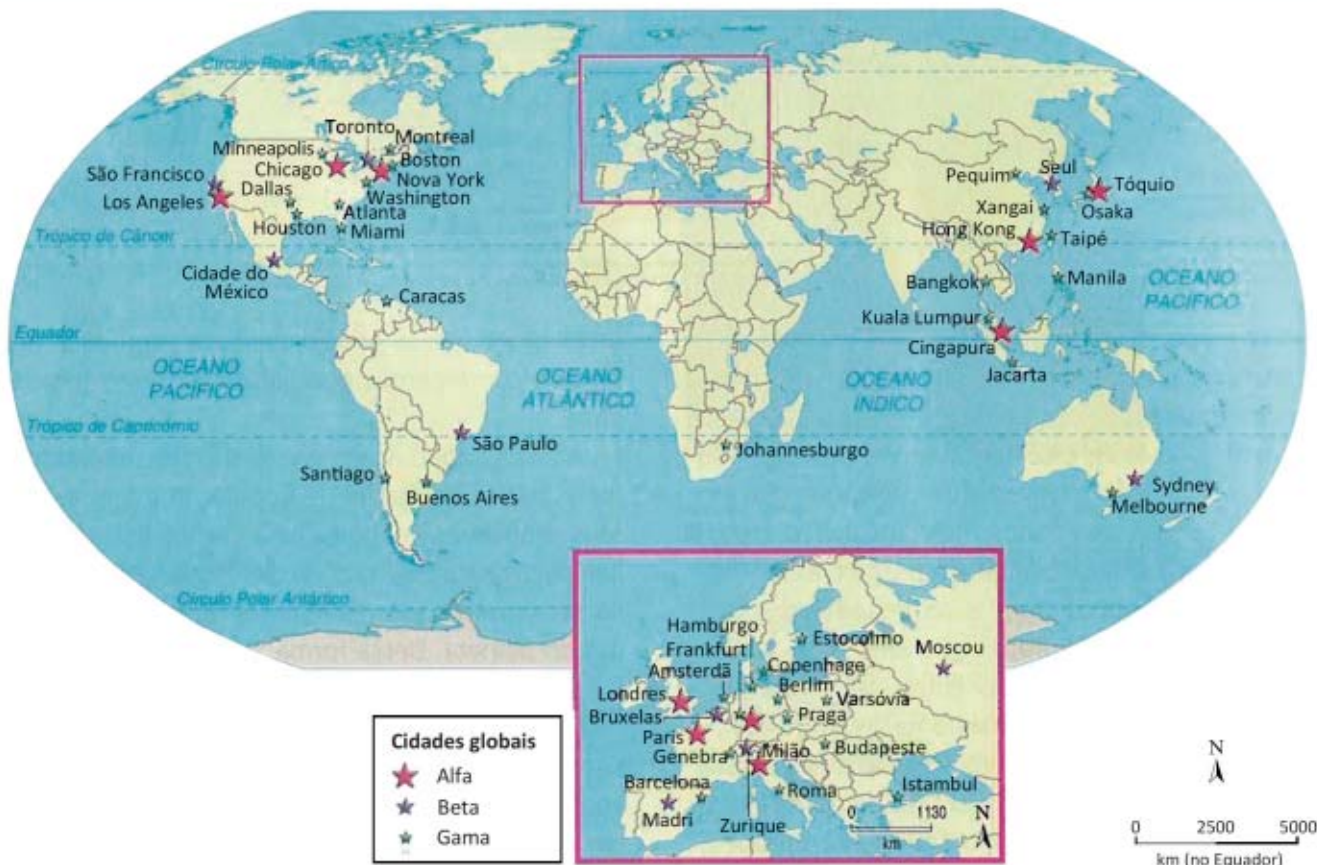 Círculo Polar Ártico
Toronto
Montreal
Minneapolis
Chicago
Boston
Nova York
São Francisco
Dallas
Washington
Los Angeles
Atlanta
Houston
Miami
Trópico de Câncer
Cidade do
México
Caracas
Equador
OCEANO
PACÍFICO
OCEANO
ATLÂNTICO
OCEANO
ÍNDICO
OCEANO
PACÍFICO
Trópico de Capricórnio
São Paulo
Santiago
Buenos Aires
Johannesburgo
Pequim
Seul
Tóquio
Xangai
Osaka
Hong Kong
Taipé
Bangkok
Manila
Kuala Lumpur
Cingapura
Jacarta
Sydney
Melbourne
Círculo Polar Antártico
Hamburgo
Frankfurt
Amsterdã
Estocolmo
Copenhage
Moscou
Berlim
Londres
Varsóvia
Bruxelas
Praga
Paris
Genebra
Milão
Budapeste
Barcelona
Roma
Istambul
Madri
Zurique
0 1130
km
N
Cidades globais
Alfa
Beta
Gama
N
0 2500 5000
km (no Equador)